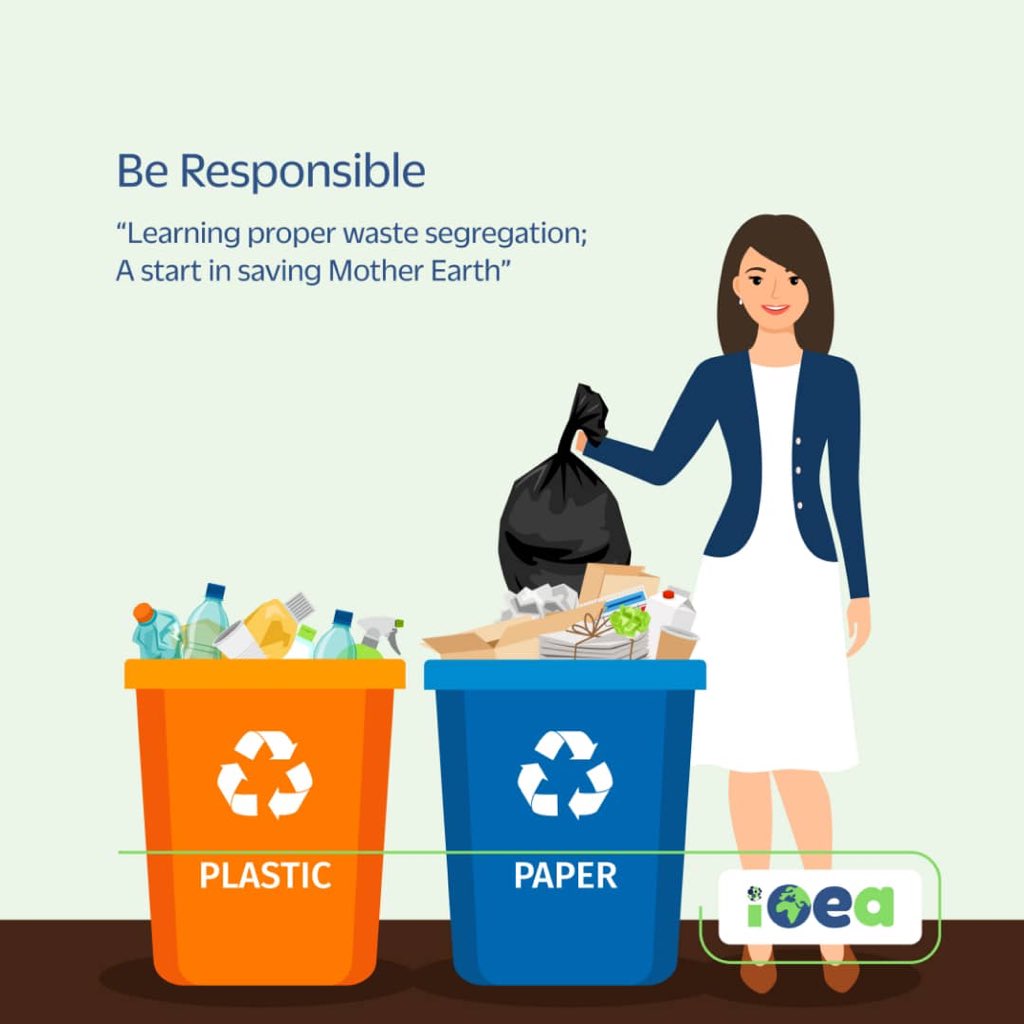 Be Responsible
“Learning proper waste segregation;
A start in saving Mother Earth”
PLASTIC
PAPER
ioea